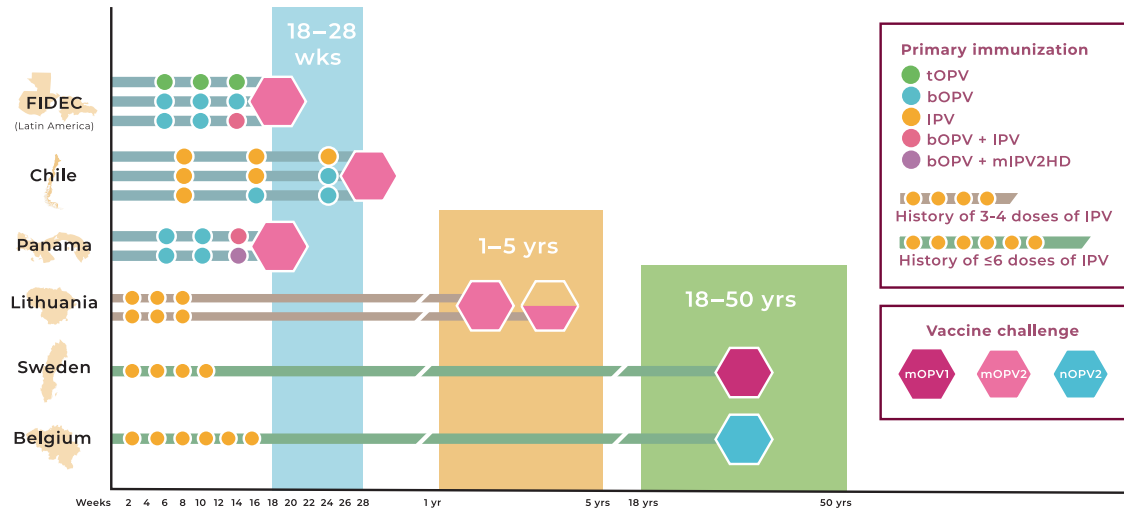 18–28
wks
FIDEC
(Latin America)
Chile
Panama
Lithuania
Sweden
Belgium
1–5 yrs
18–50 yrs
Weeks 2 4 6 8 10 12 14 16 18 20 22 24 26 28 1 yr 5 yrs 18 yrs 50 yrs
Primary immunization
tOPV
bOPV
IPV
bOPV + IPV
bOPV + mIPV2HD
History of 3-4 doses of IPV
History of ≤6 doses of IPV
Vaccine challenge
mOPV1 mOPV2 nOPV2